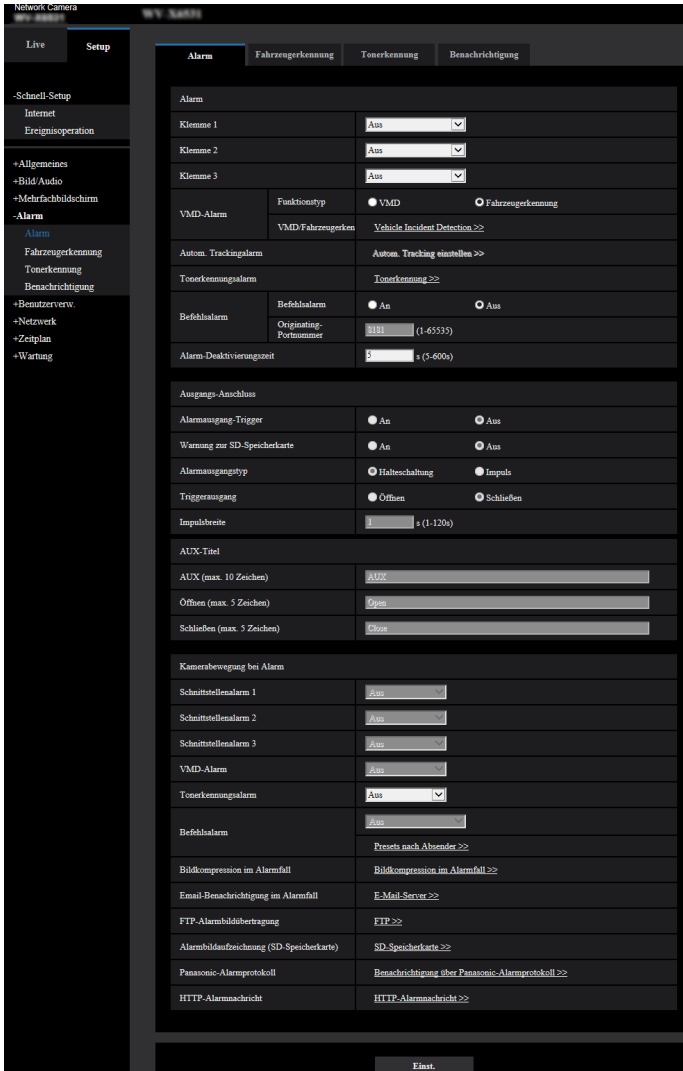 Network Camera
WV-X6531
WV-X6531
Live
Setup
-Schnell-Setup
Internet
Ereignisoperation
+Allgemeines
+Bild/Audio
+Mehrfachbildschirm
-Alarm
Alarm
Fahrzeugerkennung
Tonerkennung
Benachrichtigung
+Benutzerverw.
+Netzwerk
+Zeitplan
+Wartung
Alarm
Fahrzeugerkennung
Tonerkennung
Benachrichtigung
Alarm
Klemme 1
Aus
Klemme 2
Aus
Klemme 3
Aus
VMD-Alarm
Funktionstyp
VMD
Fahrzeugerkennung
VMD/Fahrzeugerken
Vehicle Incident Detection >>
Autom. Trackingalarm
Autom. Tracking einstellen >>
Tonerkennungsalarm
Tonerkennung >>
Befehlsalarm
Befehlsalarm
An
Aus
Originating-
Portnummer
8181
(1-65535)
Alarm-Deaktivierungszeit
5
s (5-600s)
Ausgangs-Anschluss
Alarmausgang-Trigger
An
Aus
Warnung zur SD-Speicherkarte
An
Aus
Alarmausgangstyp
Halteschaltung
Impuls
Triggerausgang
Öffnen
Schließen
Impulsbreite
1
s (1-120s)
AUX-Titel
AUX (max. 10 Zeichen)
AUX
Öffnen (max. 5 Zeichen)
Open
Schließen (max. 5 Zeichen)
Close
Kamerabewegung bei Alarm
Schnittstellenalarm 1
Aus
Schnittstellenalarm 2
Aus
Schnittstellenalarm 3
Aus
VMD-Alarm
Aus
Tonerkennungsalarm
Aus
Befehlsalarm
Aus
Presets nach Absender >>
Bildkompression im Alarmfall
Bildkompression im Alarmfall >>
Email-Benachrichtigung im Alarmfall
E-Mail-Server >>
FTP-Alarmbildübertragung
FTP >>
Alarmbildaufzeichnung (SD-Speicherkarte)
SD-Speicherkarte >>
Panasonic-Alarmprotokoll
Benachrichtigung über Panasonic-Alarmprotokoll >>
HTTP-Alarmnachricht
HTTP-Alarmnachricht >>
Einst.